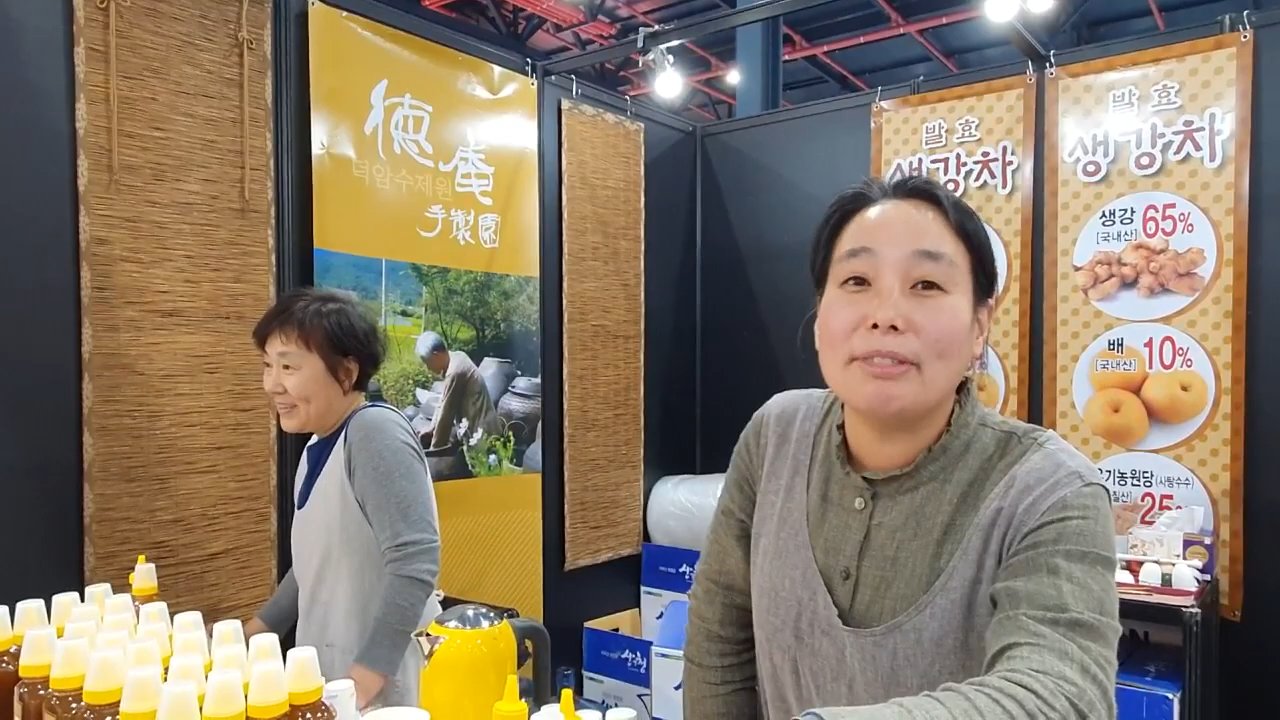 德
庵
덕암수제원
手製園
발효
생강차
발효
생강차
생강 65%
[국내산]
배 10%
[국내산]
유기농원당(사탕수수)
25%